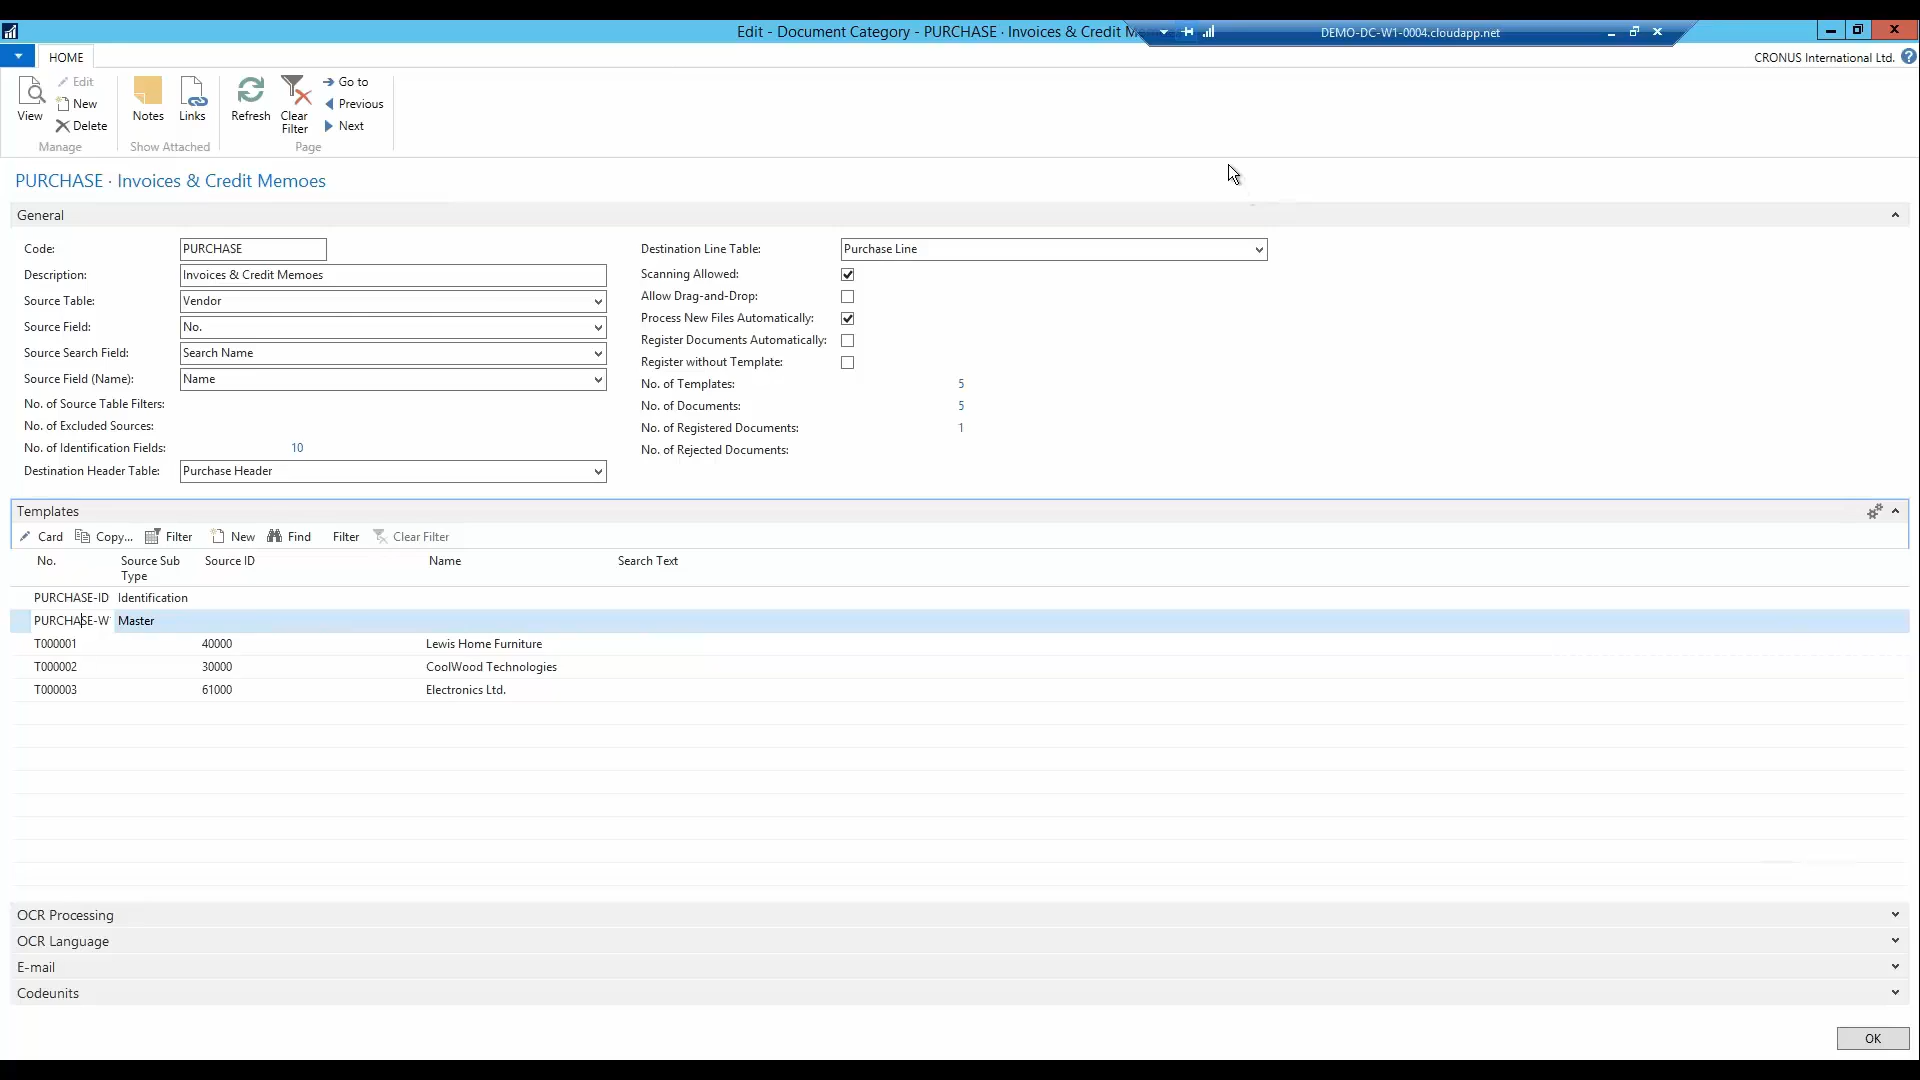 Edit - Document Category - PURCHASE · Invoices & Credit
DEMO-DC-W1-0004.cloudapp.net
HOME
CRONUS International Ltd.
View
Edit
New
Delete
Manage
Notes
Links
Show Attached
Refresh
Clear
Filter
Go to
Previous
Next
Page
PURCHASE · Invoices & Credit Memoes
General
Code: PURCHASE
Description: Invoices & Credit Memoes
Source Table: Vendor
Source Field: No.
Source Search Field: Search Name
Source Field (Name): Name
No. of Source Table Filters:
No. of Excluded Sources:
No. of Identification Fields: 10
Destination Header Table: Purchase Header
Destination Line Table: Purchase Line
Scanning Allowed:
Allow Drag-and-Drop:
Process New Files Automatically:
Register Documents Automatically:
Register without Template:
No. of Templates: 5
No. of Documents: 5
No. of Registered Documents: 1
No. of Rejected Documents:
Templates
Card Copy... Filter New Find Filter Clear Filter
No. Source Sub Type Source ID Name Search Text
PURCHASE-ID Identification
PURCHASE-W Master
T000001 40000 Lewis Home Furniture
T000002 30000 CoolWood Technologies
T000003 61000 Electronics Ltd.
OCR Processing
OCR Language
E-mail
Codeunits
OK